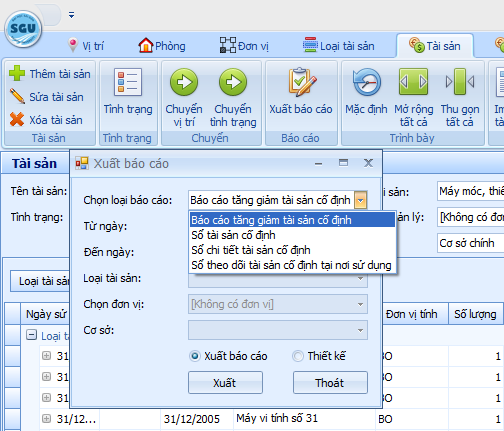 SGU
Vị trí
Phòng
Đơn vị
Loại tài sản
Tài sản
Thêm tài sản
Sửa tài sản
Xóa tài sản
Tài sản
Tình trạng
Tình trạng
Chuyển vị trí
Chuyển tình trạng
Chuyển
Xuất báo cáo
Báo cáo
Mặc định
Mở rộng tất cả
Thu gọn tất cả
Trình bày
Tài sản
Tên tài sản:
Tình trạng:
Loại tài sản
Xuất báo cáo
Chọn loại báo cáo:
Báo cáo tăng giảm tài sản cố định
Từ ngày:
Báo cáo tăng giảm tài sản cố định
Sổ tài sản cố định
Đến ngày:
Sổ chi tiết tài sản cố định
Sổ theo dõi tài sản cố định tại nơi sử dụng
Loại tài sản:
Chọn đơn vị:
[Không có đơn vị]
Cơ sở:
Xuất báo cáo
Thiết kế
Xuất
Thoát
sản:
Máy móc, thiế
lý:
[Không có đơn
Cơ sở chính
Ngày sử
Đơn vị tính
Số lượng
Loại tà
31
BO
1
31
BO
1
31
BO
1
31/12...
31/12/2005
Máy vi tính số 31
BO
1